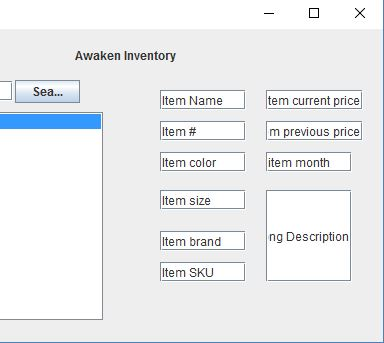 Awaken Inventory
Sea...
Item Name
tem current price
Item #
m previous price
Item color
item month
Item size
ng Description
Item brand
Item SKU